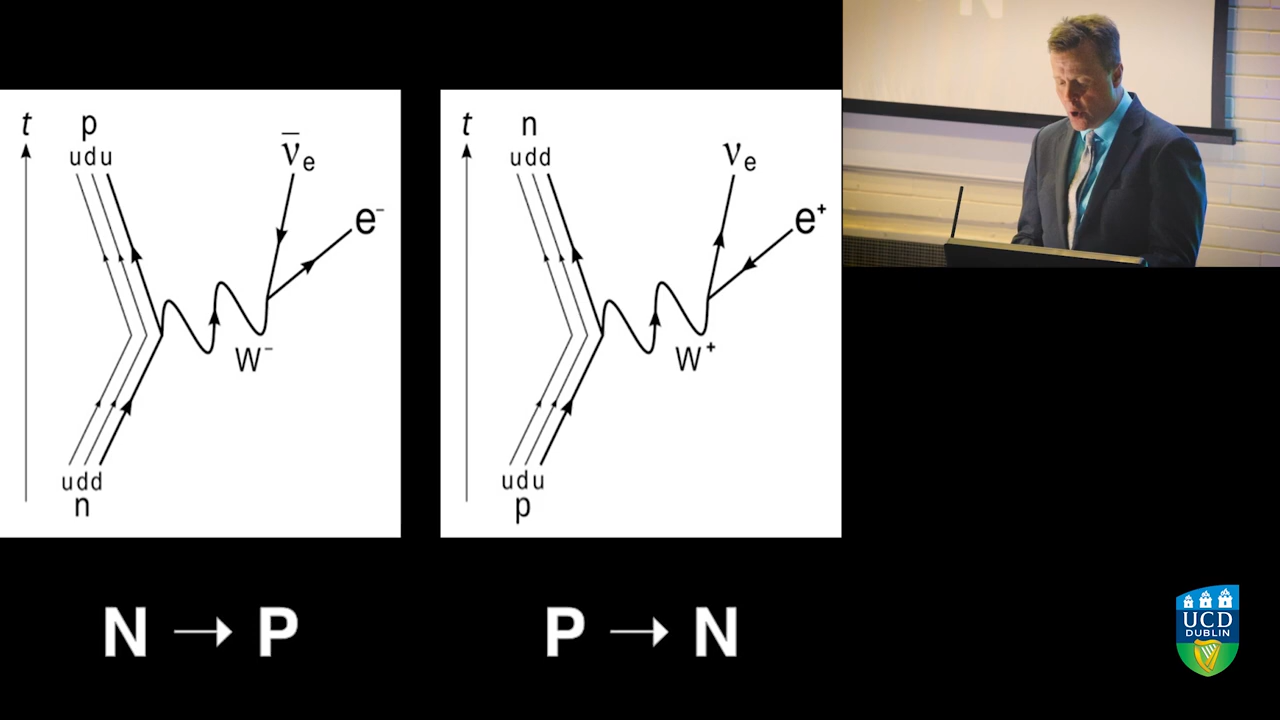 t
p
udu
ν̅e
e⁻
W⁻
udd
n
N → P
t
n
udd
νe
e⁺
W⁺
udu
p
P → N
N
UCD
DUBLIN